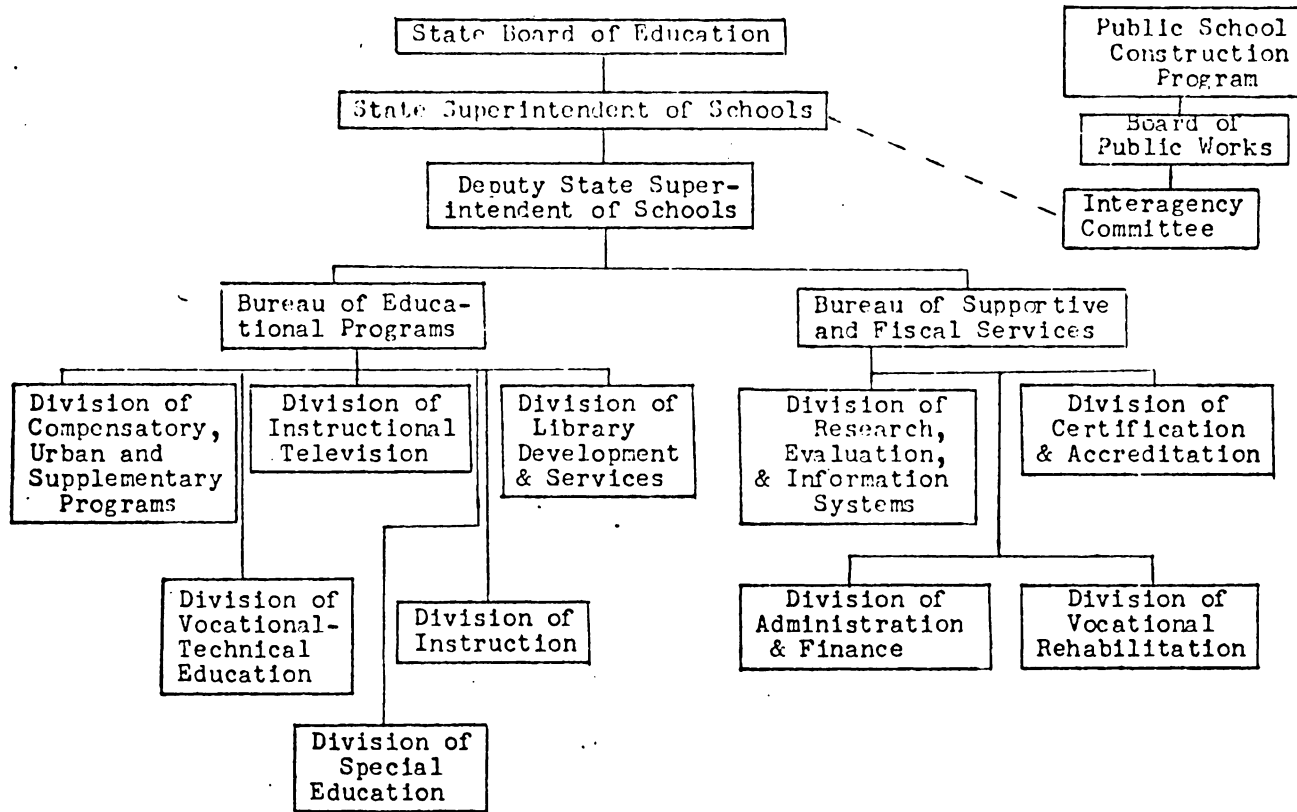 State Board of Education
Public School
Construction
Program
State Superintendent of Schools
Board of
Public Works
Deputy State Super-
intendent of Schools
Interagency
Committee
Bureau of Educa-
tional Programs
Bureau of Supportive
and Fiscal Services
Division of
Compensatory,
Urban and
Supplementary
Programs
Division of
Instructional
Television
Division of
Library
Development
& Services
Division of
Research,
Evaluation,
& Information
Systems
Division of
Certification
& Accreditation
Division of
Vocational-
Technical
Education
Division of
Instruction
Division of
Administration
& Finance
Division of
Vocational
Rehabilitation
Division of
Special
Education